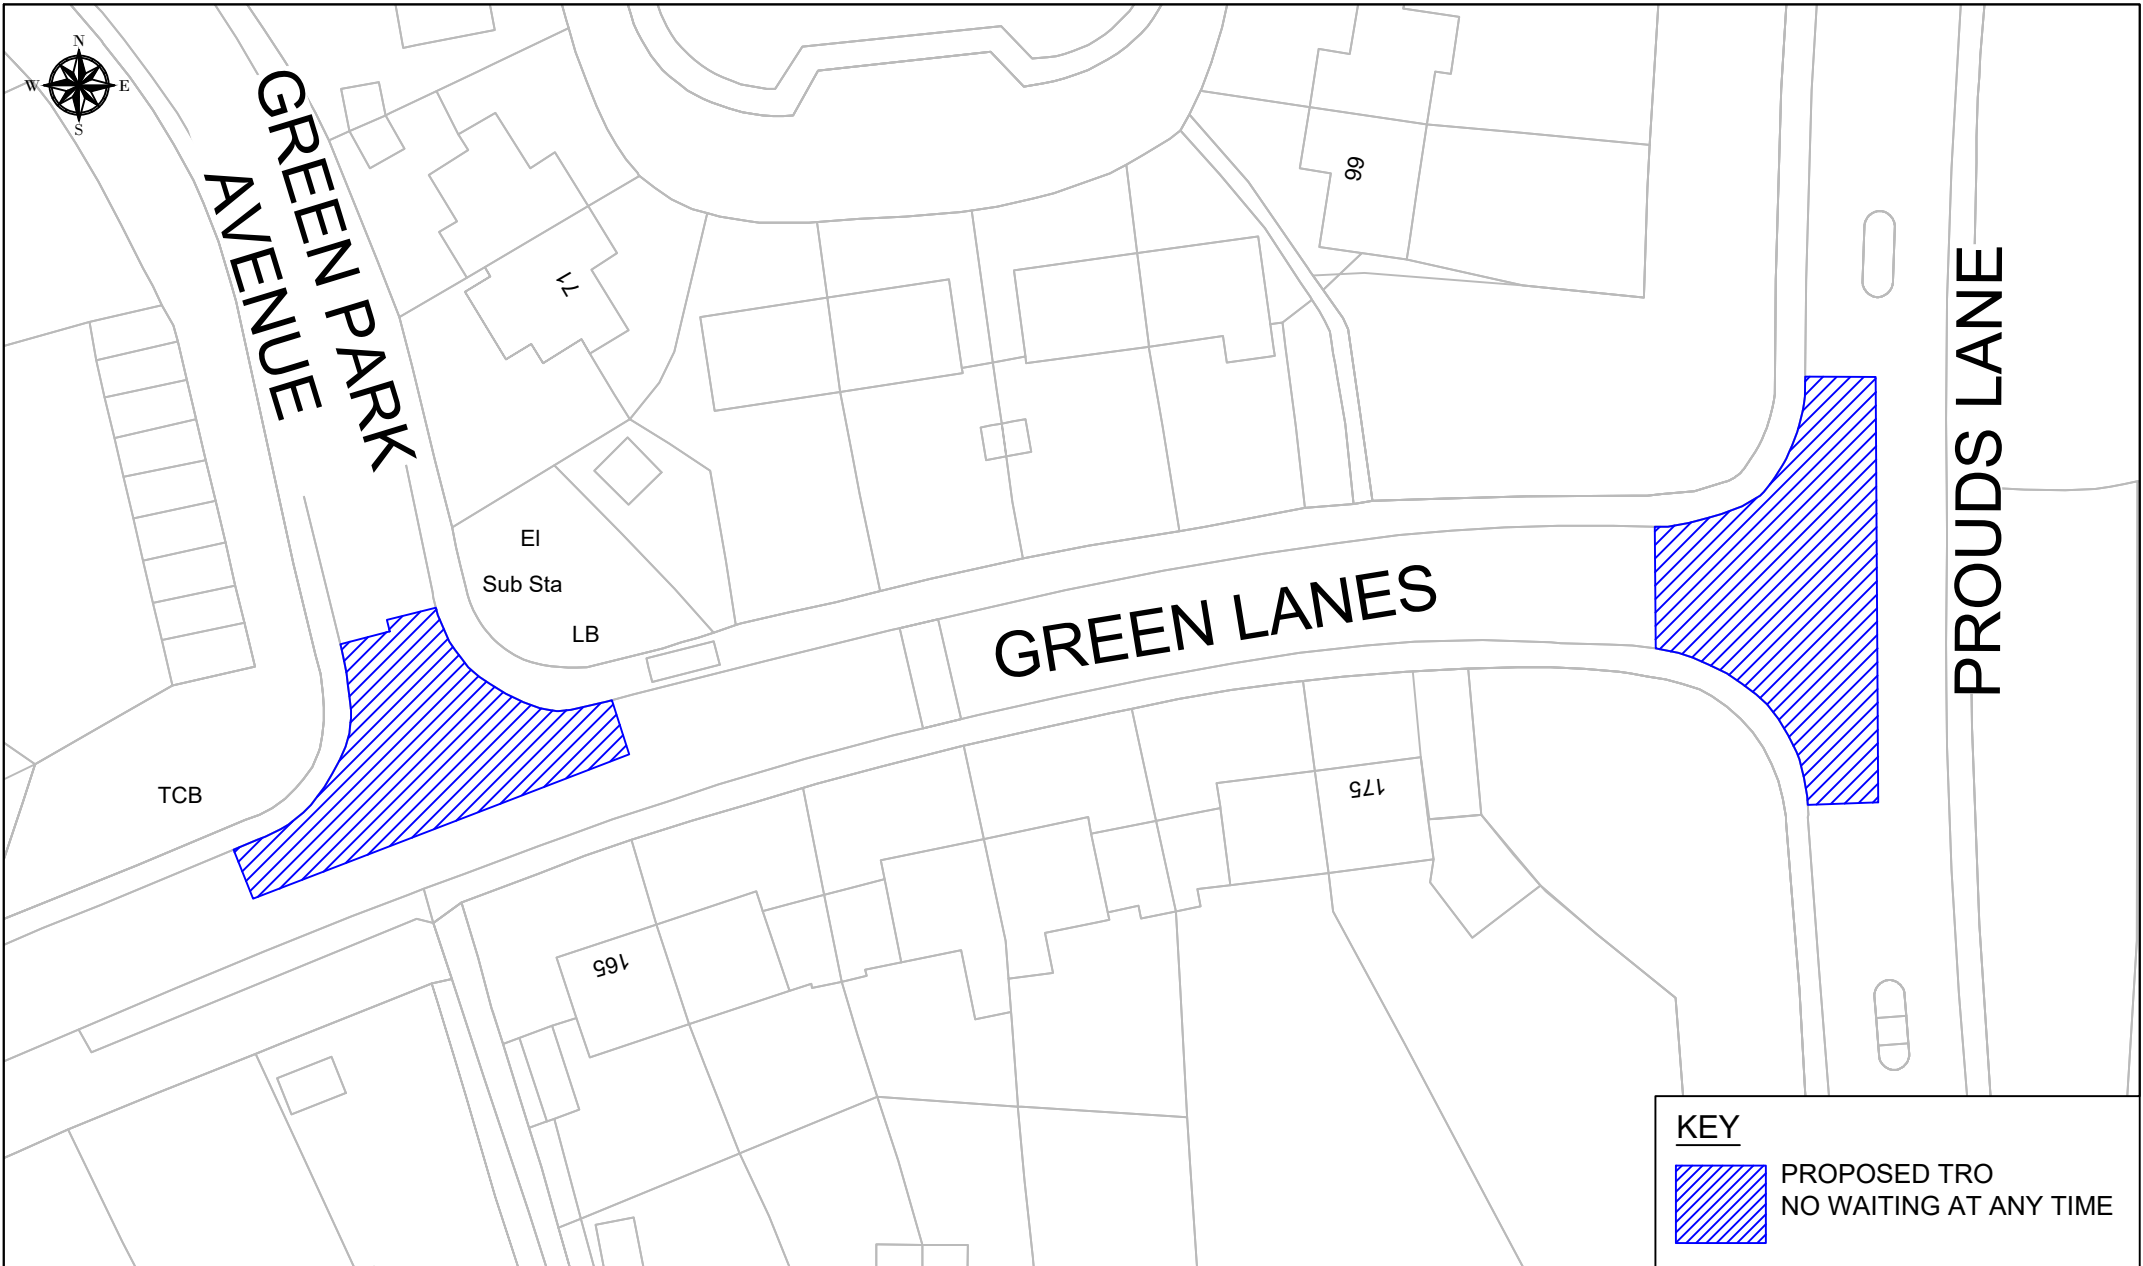 N
W E
S
GREEN PARK
AVENUE
71
99
PROUDS LANE
El
Sub Sta
LB
GREEN LANES
TCB
175
165
KEY
PROPOSED TRO
NO WAITING AT ANY TIME